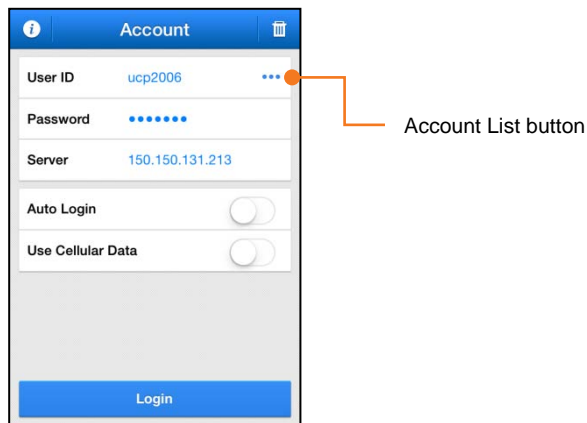 Account
User ID ucp2006 •••
Password •••••••
Server 150.150.131.213
Auto Login
Use Cellular Data
Login
Account List button